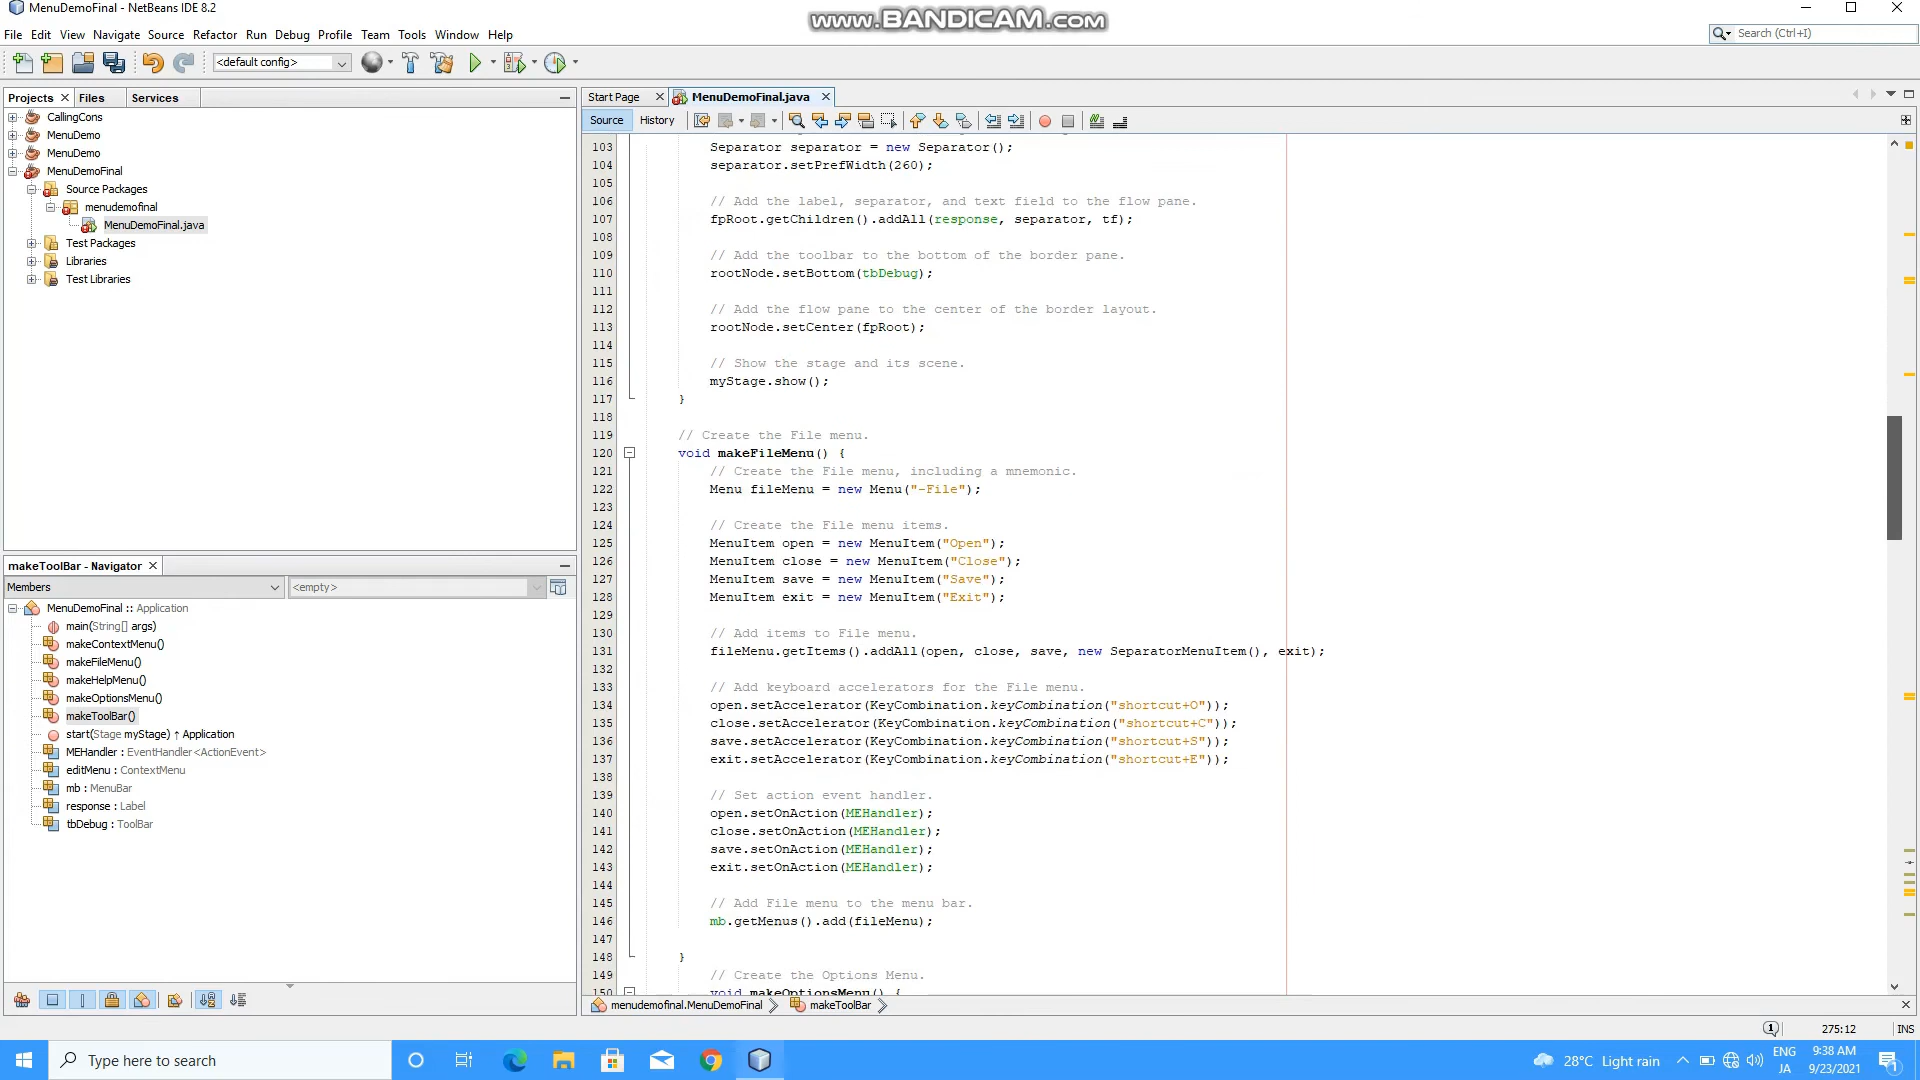 MenuDemoFinal - NetBeans IDE 8.2
www.BANDICAM.com
File Edit View Navigate Source Refactor Run Debug Profile Team Tools Window Help
Search (Ctrl+I)
<default config>
Projects Files Services
CallingCons
MenuDemo
MenuDemo
MenuDemoFinal
Source Packages
menudemofinal
MenuDemoFinal.java
Test Packages
Libraries
Test Libraries
makeToolBar - Navigator
Members
<empty>
MenuDemoFinal :: Application
main(String[] args)
makeContextMenu()
makeFileMenu()
makeHelpMenu()
makeOptionsMenu()
makeToolBar()
start(Stage myStage) ↑ Application
MEHandler : EventHandler<ActionEvent>
editMenu : ContextMenu
mb : MenuBar
response : Label
tbDebug : ToolBar
Start Page MenuDemoFinal.java
Source History
103 Separator separator = new Separator();
104 separator.setPrefWidth(260);
105
106 // Add the label, separator, and text field to the flow pane.
107 fpRoot.getChildren().addAll(response, separator, tf);
108
109 // Add the toolbar to the bottom of the border pane.
110 rootNode.setBottom(tbDebug);
111
112 // Add the flow pane to the center of the border layout.
113 rootNode.setCenter(fpRoot);
114
115 // Show the stage and its scene.
116 myStage.show();
117 }
118
119 // Create the File menu.
120 void makeFileMenu() {
121 // Create the File menu, including a mnemonic.
122 Menu fileMenu = new Menu("-File");
123
124 // Create the File menu items.
125 MenuItem open = new MenuItem("Open");
126 MenuItem close = new MenuItem("Close");
127 MenuItem save = new MenuItem("Save");
128 MenuItem exit = new MenuItem("Exit");
129
130 // Add items to File menu.
131 fileMenu.getItems().addAll(open, close, save, new SeparatorMenuItem(), exit);
132
133 // Add keyboard accelerators for the File menu.
134 open.setAccelerator(KeyCombination.keyCombination("shortcut+O"));
135 close.setAccelerator(KeyCombination.keyCombination("shortcut+C"));
136 save.setAccelerator(KeyCombination.keyCombination("shortcut+S"));
137 exit.setAccelerator(KeyCombination.keyCombination("shortcut+E"));
138
139 // Set action event handler.
140 open.setOnAction(MEHandler);
141 close.setOnAction(MEHandler);
142 save.setOnAction(MEHandler);
143 exit.setOnAction(MEHandler);
144
145 // Add File menu to the menu bar.
146 mb.getMenus().add(fileMenu);
147
148 }
149 // Create the Options Menu.
150 void makeOptionsMenu() {
menudemofinal.MenuDemoFinal makeToolBar
1 275:12 INS
Type here to search
28°C Light rain
ENG
JA
9:38 AM
9/23/2021
1